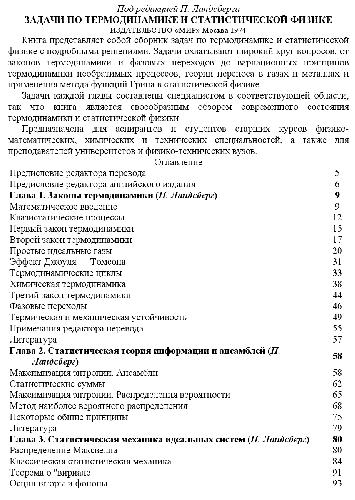 Под редакцией П. Ландсберга
ЗАДАЧИ ПО ТЕРМОДИНАМИКЕ И СТАТИСТИЧЕСКОЙ ФИЗИКЕ
ИЗДАТЕЛЬСТВО «МИР» Москва 1974
Книга представляет собой сборник задач по термодинамике и статистической
физике с подробными решениями. Задачи охватывают широкий круг вопросов, от
законов термодинамики и фазовых переходов до вариационных принципов
термодинамики необратимых процессов, теории переноса в газах и металлах и
применения метода функций Грина в статистической физике.
Задачи каждой главы составлены специалистом в соответствующей области,
так что книга является своеобразным обзором современного состояния
термодинамики и статистической физики.
Предназначена для аспирантов и студентов старших курсов физико-
математических, химических и технических специальностей, а также для
преподавателей университетов и физико-технических вузов.
Оглавление
Предисловие редактора перевода 5
Предисловие редактора английского издания 6
Глава 1. Законы термодинамики (П. Ландсберг) 9
Математическое введение 9
Квазистатические процессы 12
Первый закон термодинамики 15
Второй закон термодинамики 17
Простые идеальные газы 20
Эффект Джоуля — Томсона 31
Термодинамические циклы 33
Химическая термодинамика 38
Третий закон термодинамики 44
Фазовые переходы 46
Термическая и механическая устойчивость 49
Примечания редактора перевода 55
Литература 57
Глава 2. Статистическая теория информации и ансамблей (П. 58
Ландсберг)
Максимизация энтропии. Ансамбли 58
Статистические суммы 62
Максимизация энтропии. Распределения вероятности 65
Метод наиболее вероятного распределения 68
Некоторые общие принципы 75
Литература 79
Глава 3. Статистическая механика идеальных систем (П. Ландсберг) 80
Распределение Максвелла 80
Классическая статистическая механика 84
Теорема о "вириале 91
Осцилляторы и фононы 93